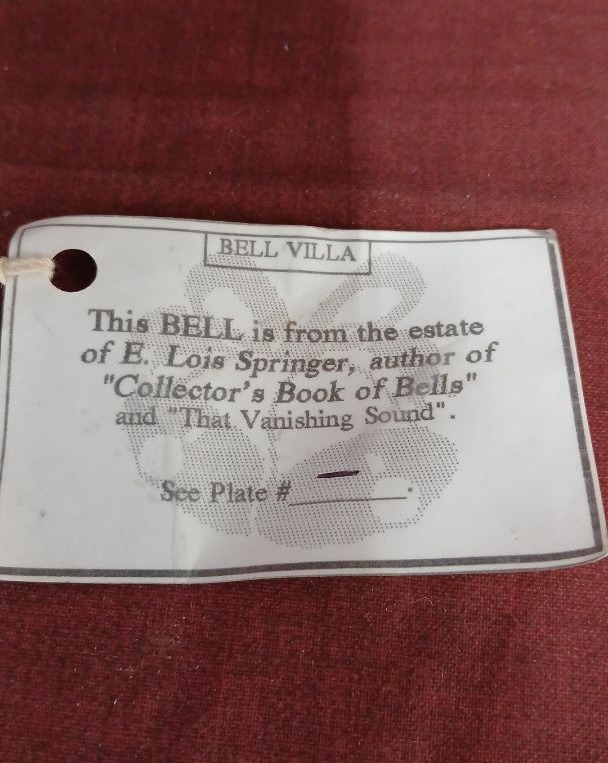 BELL VILLA
This BELL is from the estate
of E. Lois Springer, author of
"Collector's Book of Bells"
and "That Vanishing Sound".
See Plate # —.